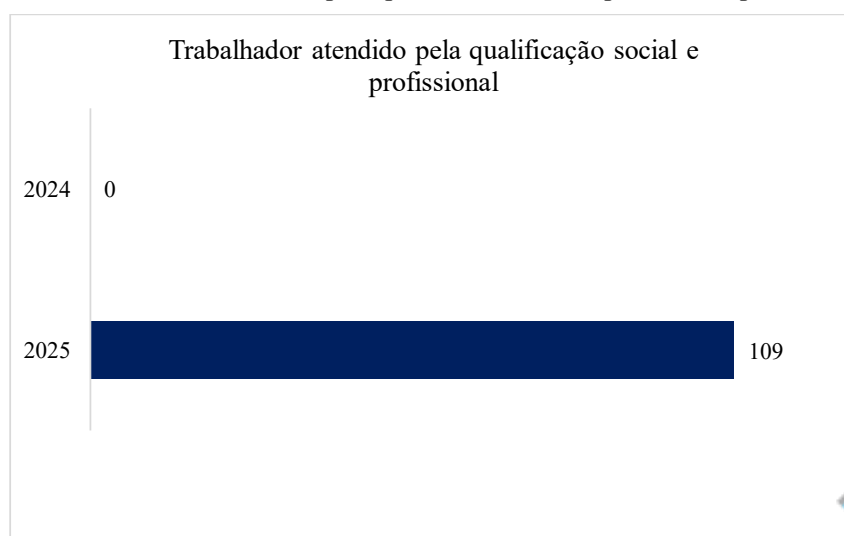 Trabalhador atendido pela qualificação social e
profissional
2024 0
2025 109